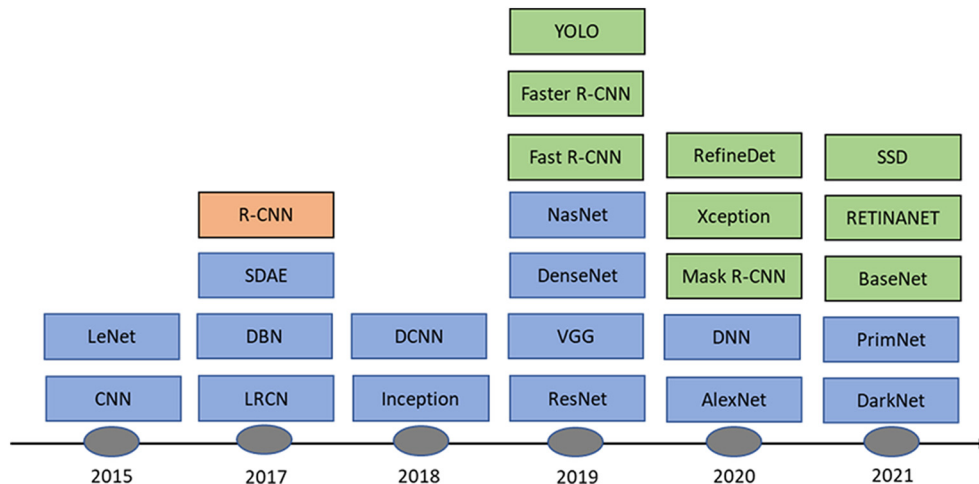 YOLO
Faster R-CNN
Fast R-CNN
RefineDet
SSD
R-CNN
NasNet
Xception
RETINANET
SDAE
DenseNet
Mask R-CNN
BaseNet
LeNet
DBN
DCNN
VGG
DNN
PrimNet
CNN
LRCN
Inception
ResNet
AlexNet
DarkNet
2015
2017
2018
2019
2020
2021